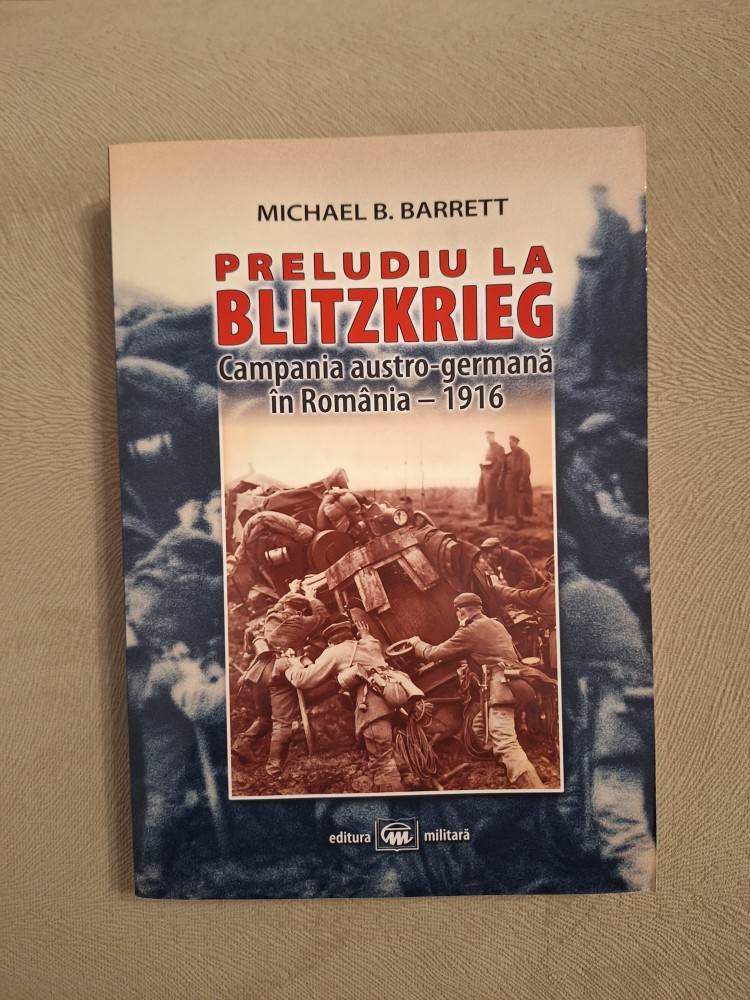 MICHAEL B. BARRETT
PRELUDIU LA
BLITZKRIEG
Campania austro-germană
în România – 1916
editura militară